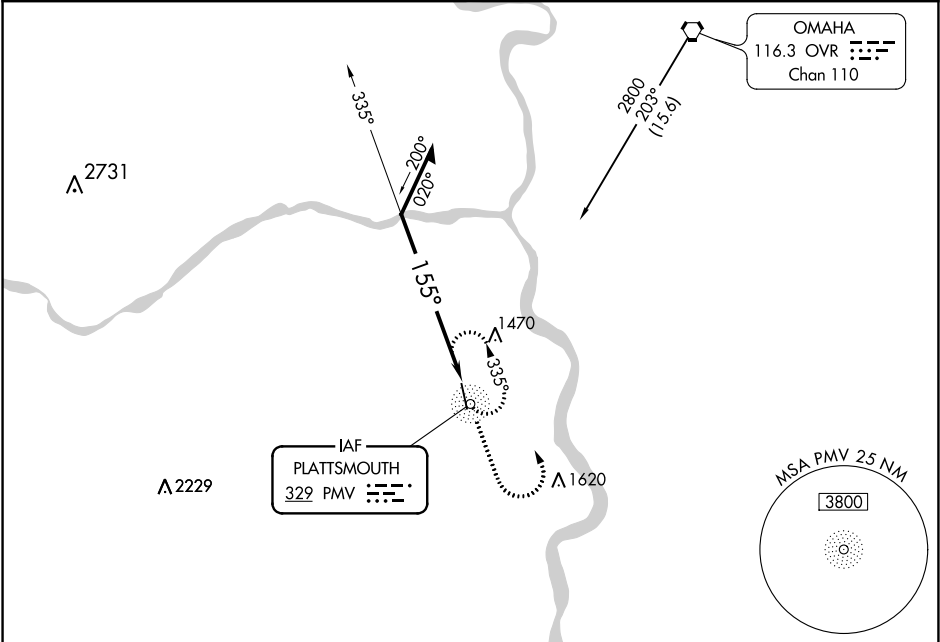 OMAHA
116.3 OVR
Chan 110
2800
203°
(15.6)
335°
200°
020°
2731
155°
1470
335°
IAF
PLATTSMOUTH
329 PMV
2229
1620
MSA PMV 25 NM
3800